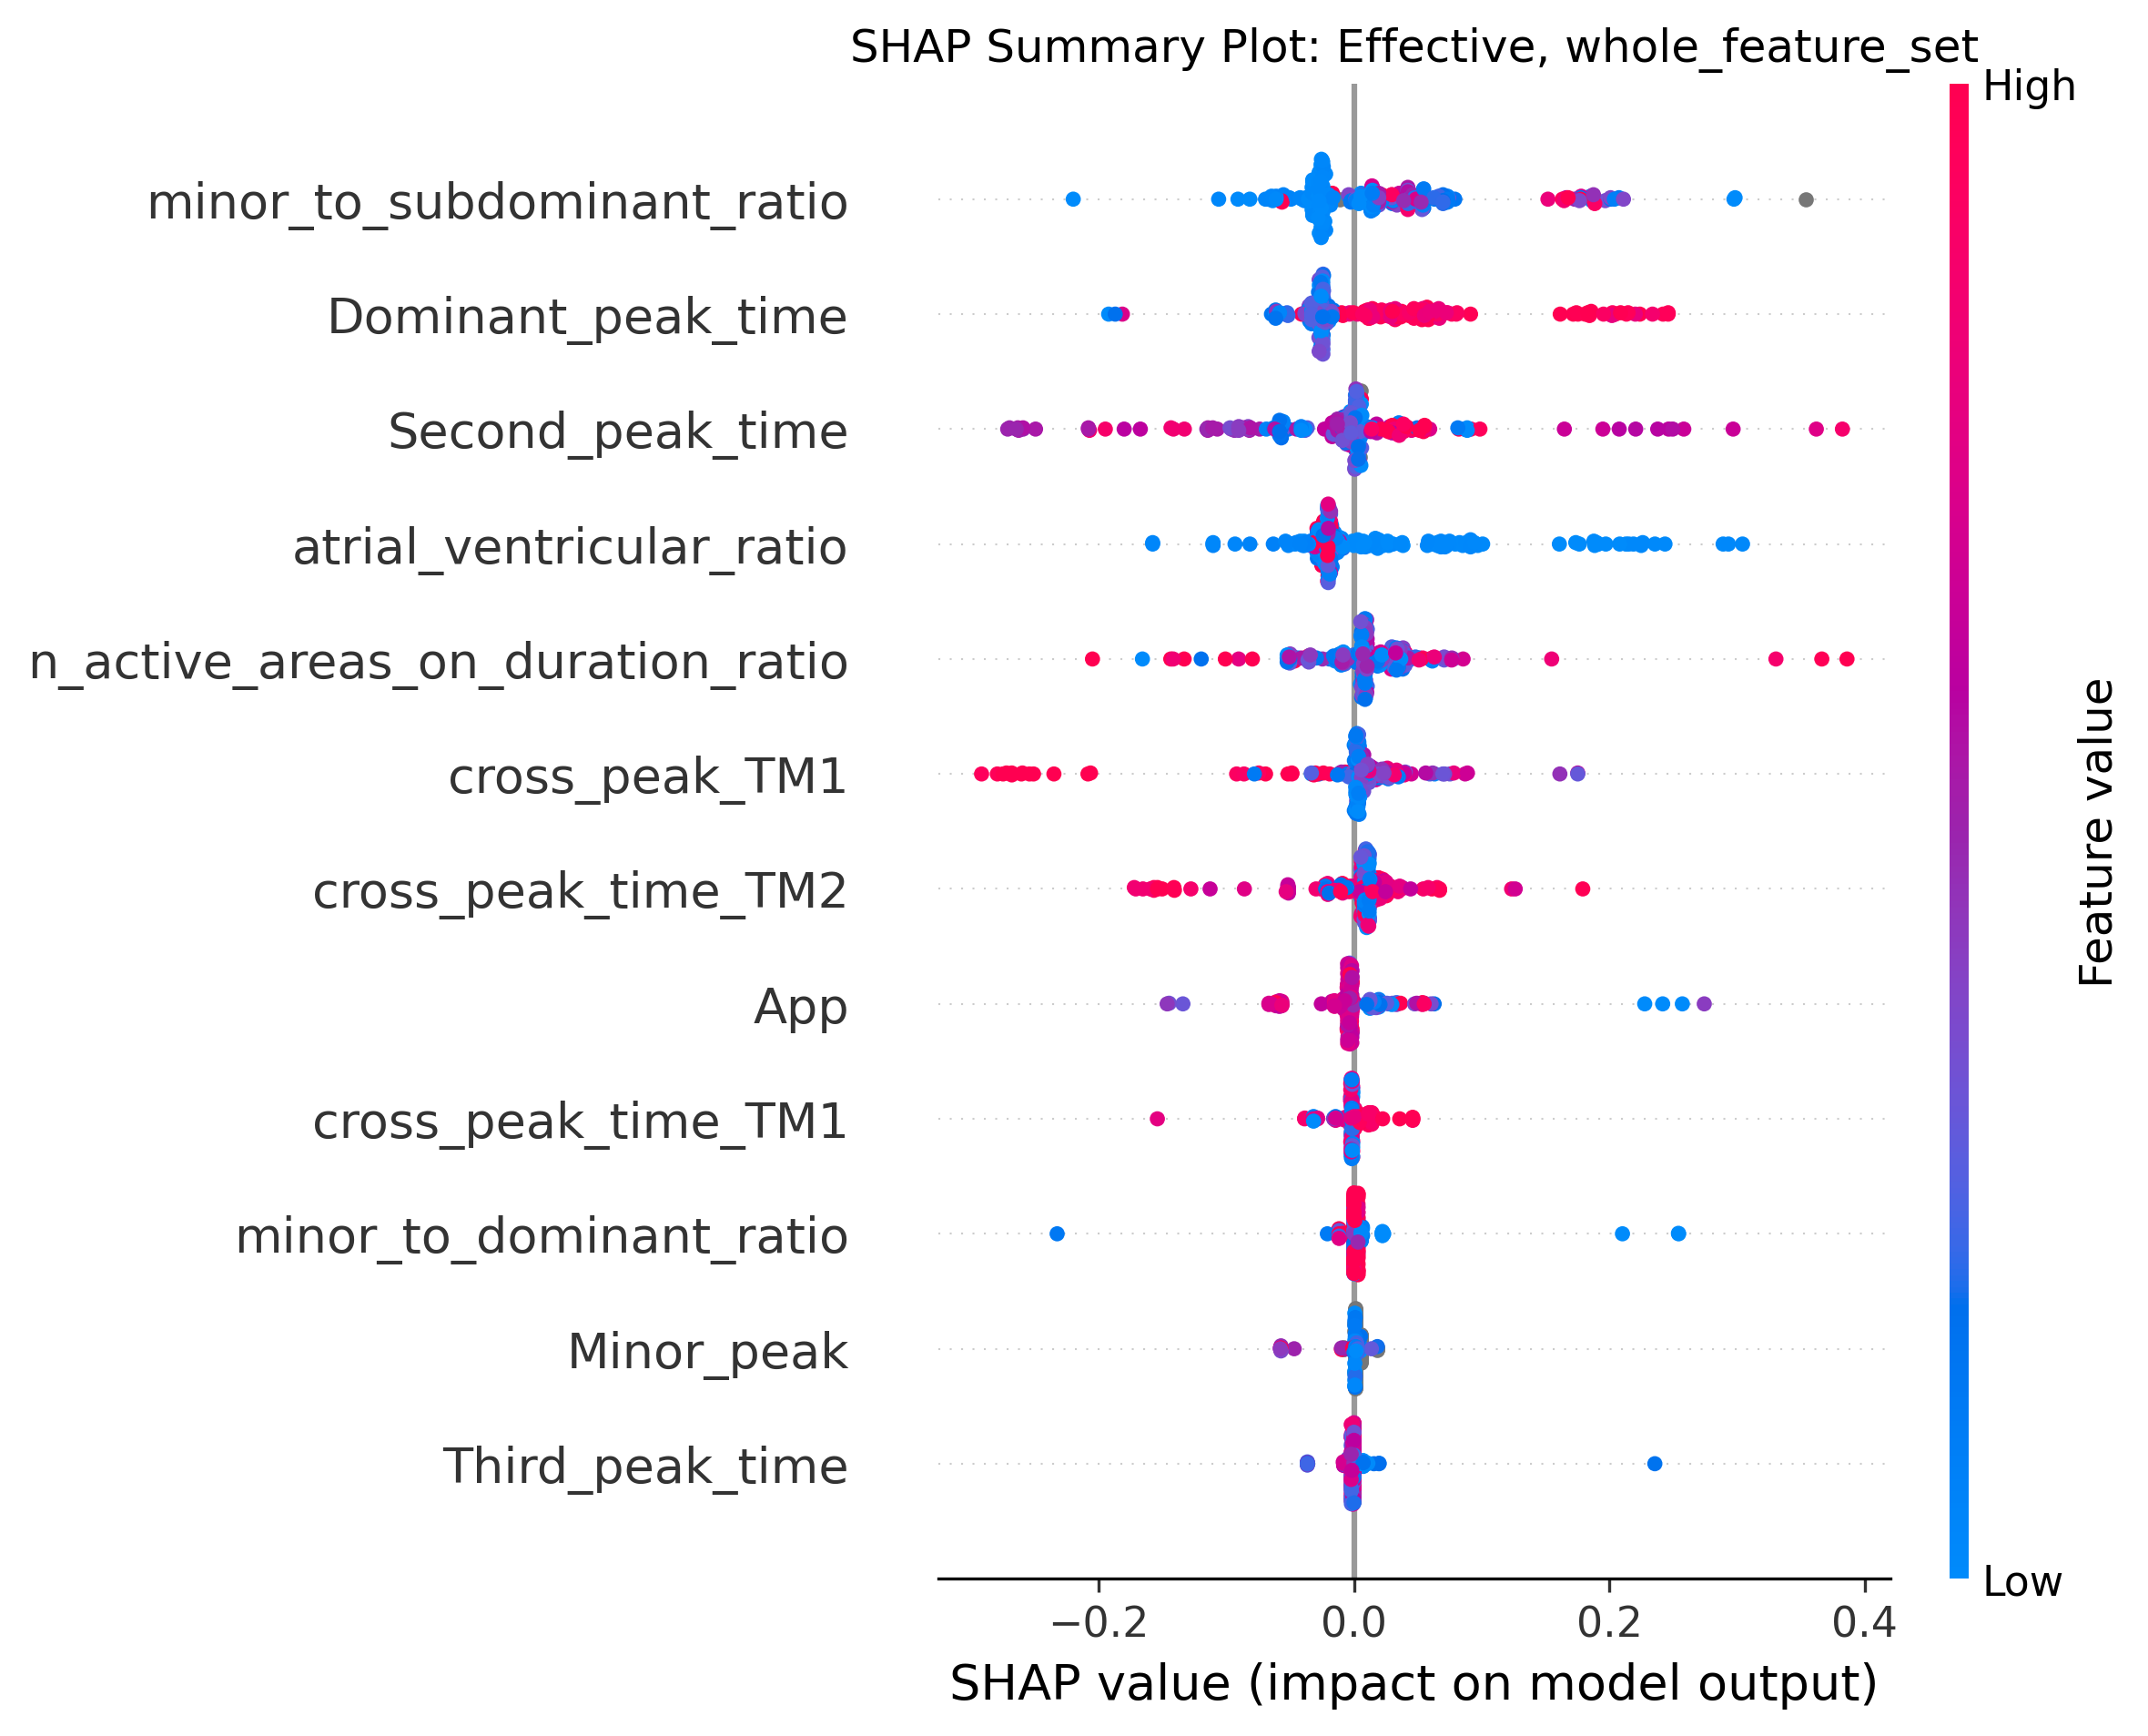 SHAP Summary Plot: Effective, whole_feature_set
High
minor_to_subdominant_ratio
Dominant_peak_time
Second_peak_time
atrial_ventricular_ratio
n_active_areas_on_duration_ratio
cross_peak_TM1
cross_peak_time_TM2
App
cross_peak_time_TM1
minor_to_dominant_ratio
Minor_peak
Third_peak_time
Feature value
Low
−0.2 0.0 0.2 0.4
SHAP value (impact on model output)